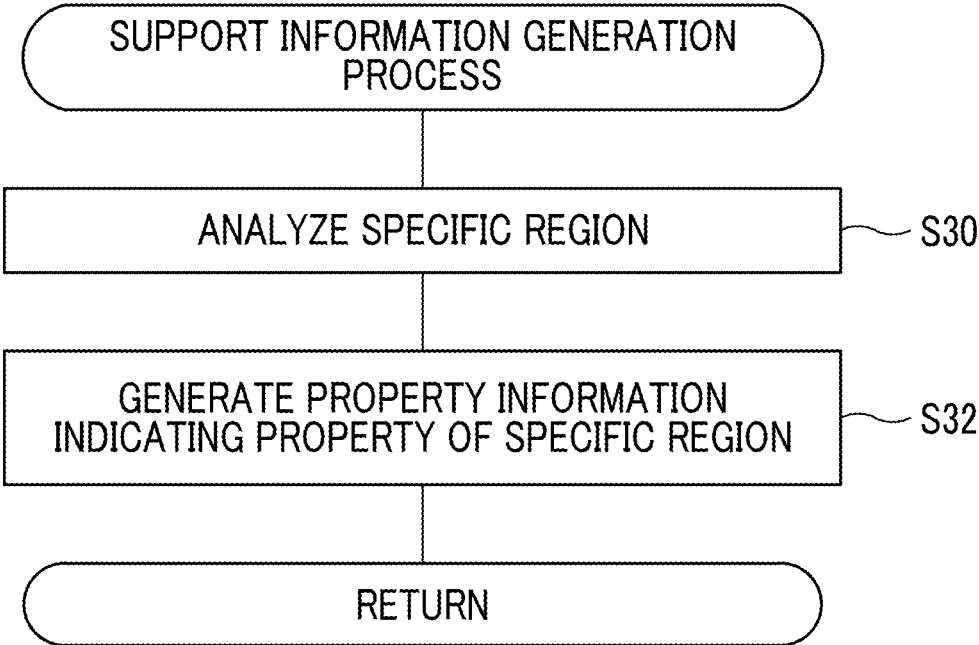 SUPPORT INFORMATION GENERATION
PROCESS
ANALYZE SPECIFIC REGION
S30
GENERATE PROPERTY INFORMATION
INDICATING PROPERTY OF SPECIFIC REGION
S32
RETURN